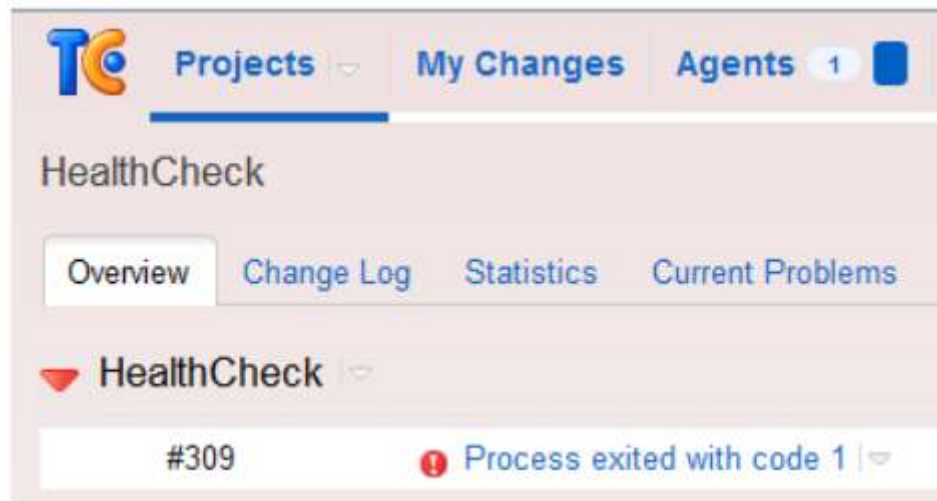 TC Projects My Changes Agents 1
HealthCheck
Overview Change Log Statistics Current Problems
HealthCheck
#309 Process exited with code 1